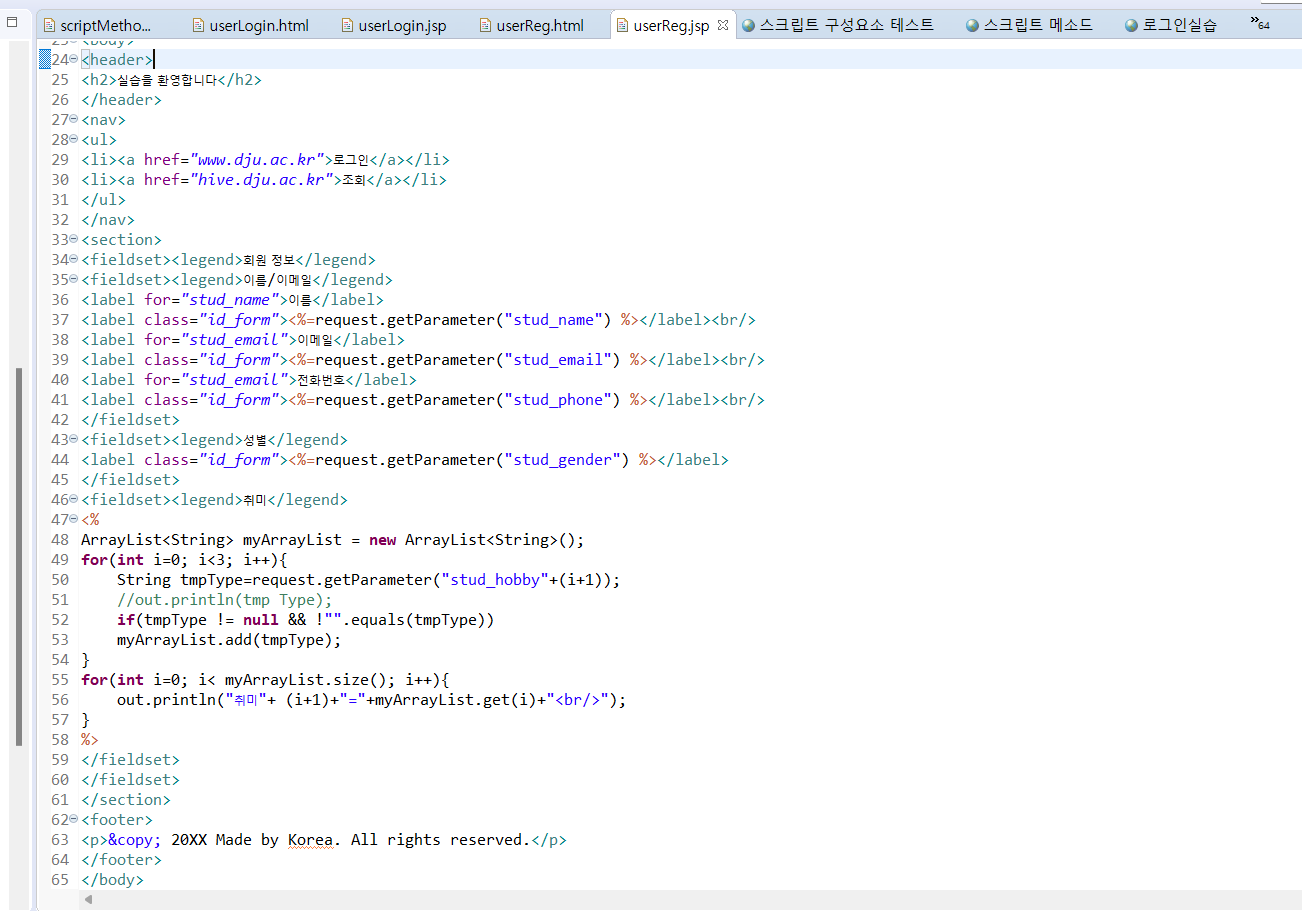 scriptMetho...
userLogin.html
userLogin.jsp
userReg.html
userReg.jsp
스크립트 구성요소 테스트
스크립트 메소드
로그인실습
»64
23 <body>
24 <header>
25 <h2>실습을 환영합니다</h2>
26 </header>
27 <nav>
28 <ul>
29 <li><a href="www.dju.ac.kr">로그인</a></li>
30 <li><a href="hive.dju.ac.kr">조회</a></li>
31 </ul>
32 </nav>
33 <section>
34 <fieldset><legend>회원 정보</legend>
35 <fieldset><legend>이름/이메일</legend>
36 <label for="stud_name">이름</label>
37 <label class="id_form"><%=request.getParameter("stud_name") %></label><br/>
38 <label for="stud_email">이메일</label>
39 <label class="id_form"><%=request.getParameter("stud_email") %></label><br/>
40 <label for="stud_email">전화번호</label>
41 <label class="id_form"><%=request.getParameter("stud_phone") %></label><br/>
42 </fieldset>
43 <fieldset><legend>성별</legend>
44 <label class="id_form"><%=request.getParameter("stud_gender") %></label>
45 </fieldset>
46 <fieldset><legend>취미</legend>
47 <%
48 ArrayList<String> myArrayList = new ArrayList<String>();
49 for(int i=0; i<3; i++){
50     String tmpType=request.getParameter("stud_hobby"+(i+1));
51     //out.println(tmp Type);
52     if(tmpType != null && !"".equals(tmpType))
53     myArrayList.add(tmpType);
54 }
55 for(int i=0; i< myArrayList.size(); i++){
56     out.println("취미"+ (i+1)+"="+myArrayList.get(i)+"<br/>");
57 }
58 %>
59 </fieldset>
60 </fieldset>
61 </section>
62 <footer>
63 <p>&copy; 20XX Made by Korea. All rights reserved.</p>
64 </footer>
65 </body>